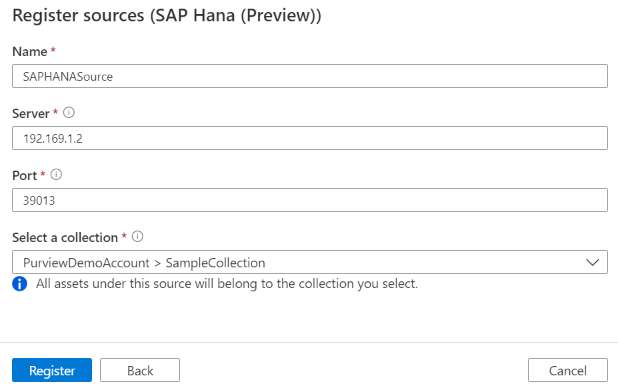 Register sources (SAP Hana (Preview))
Name *
SAPHANASource
Server *
192.169.1.2
Port *
39013
Select a collection *
PurviewDemoAccount > SampleCollection
All assets under this source will belong to the collection you select.
Register Back Cancel